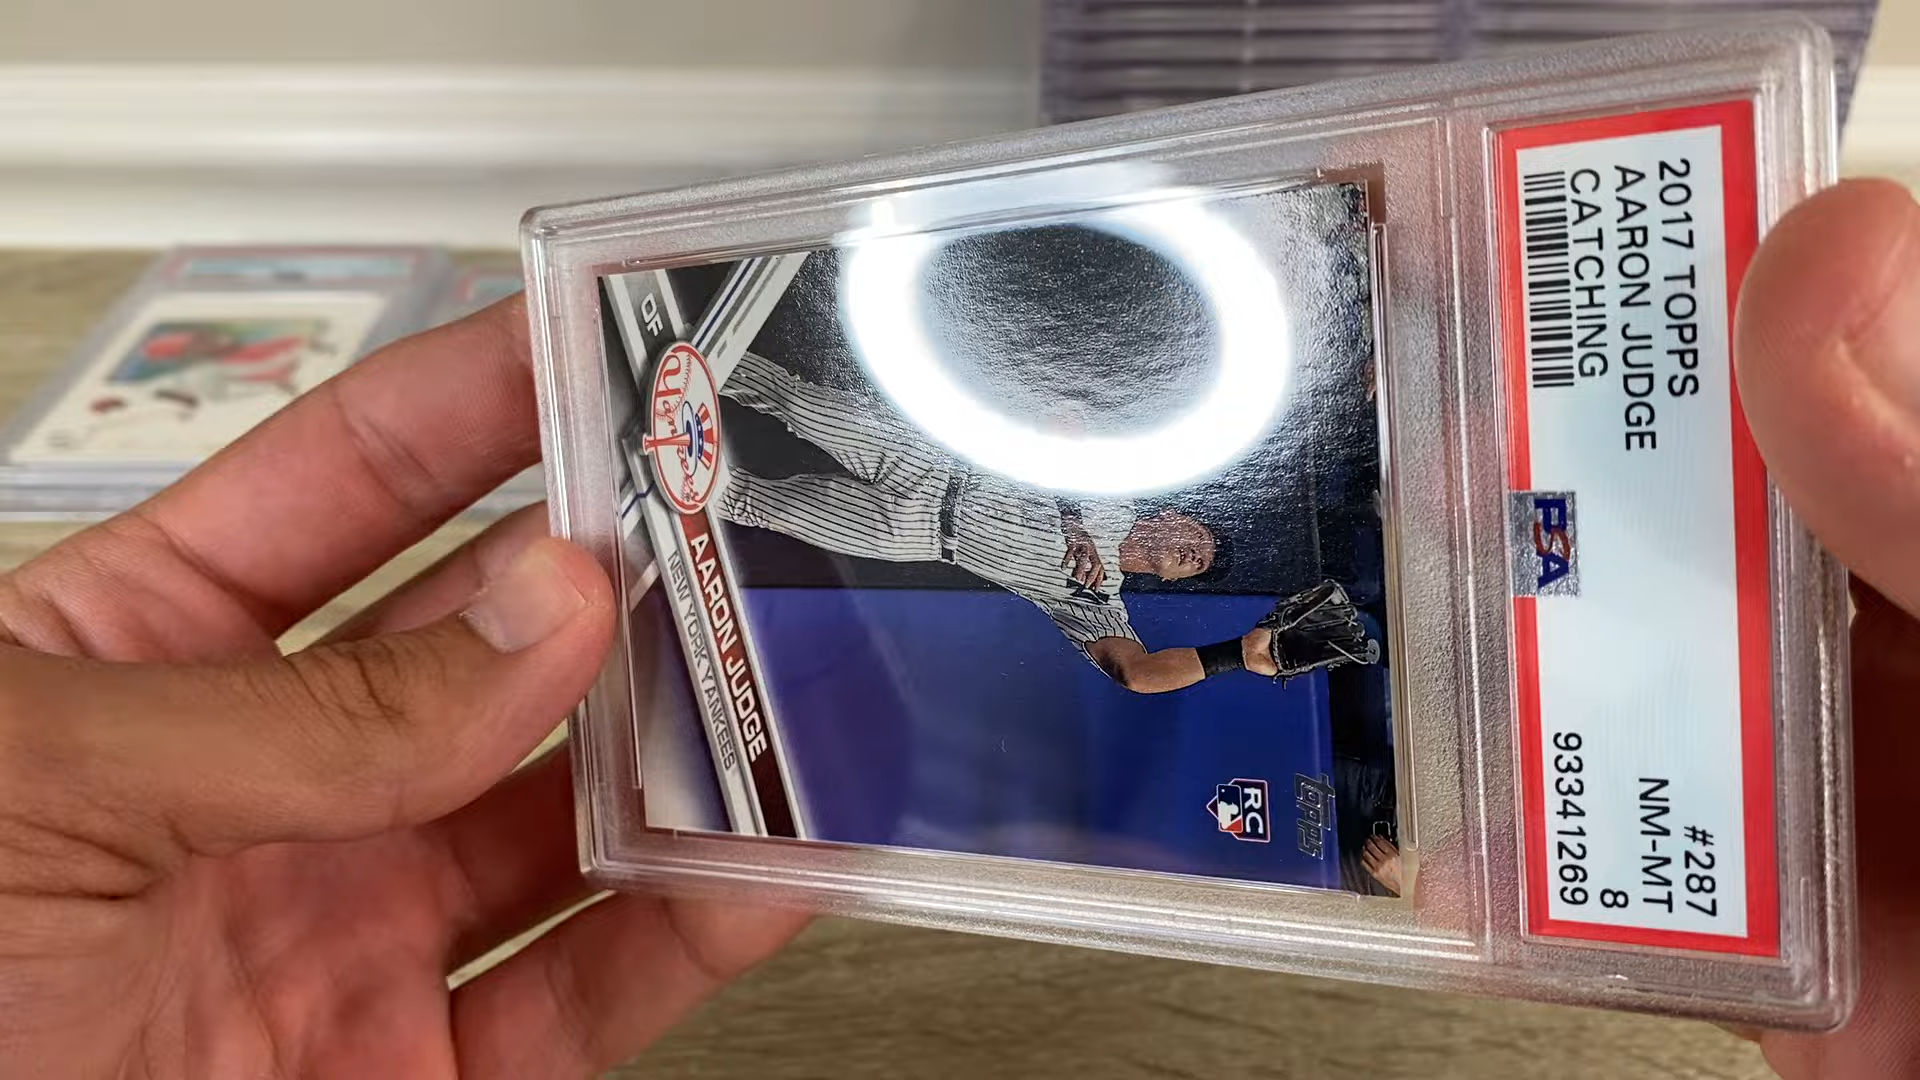 2017 TOPPS
AARON JUDGE
CATCHING
#287
NM-MT
8
93341269
PSA
topps
RC
OF
Yankees
AARON JUDGE
NEW YORK YANKEES